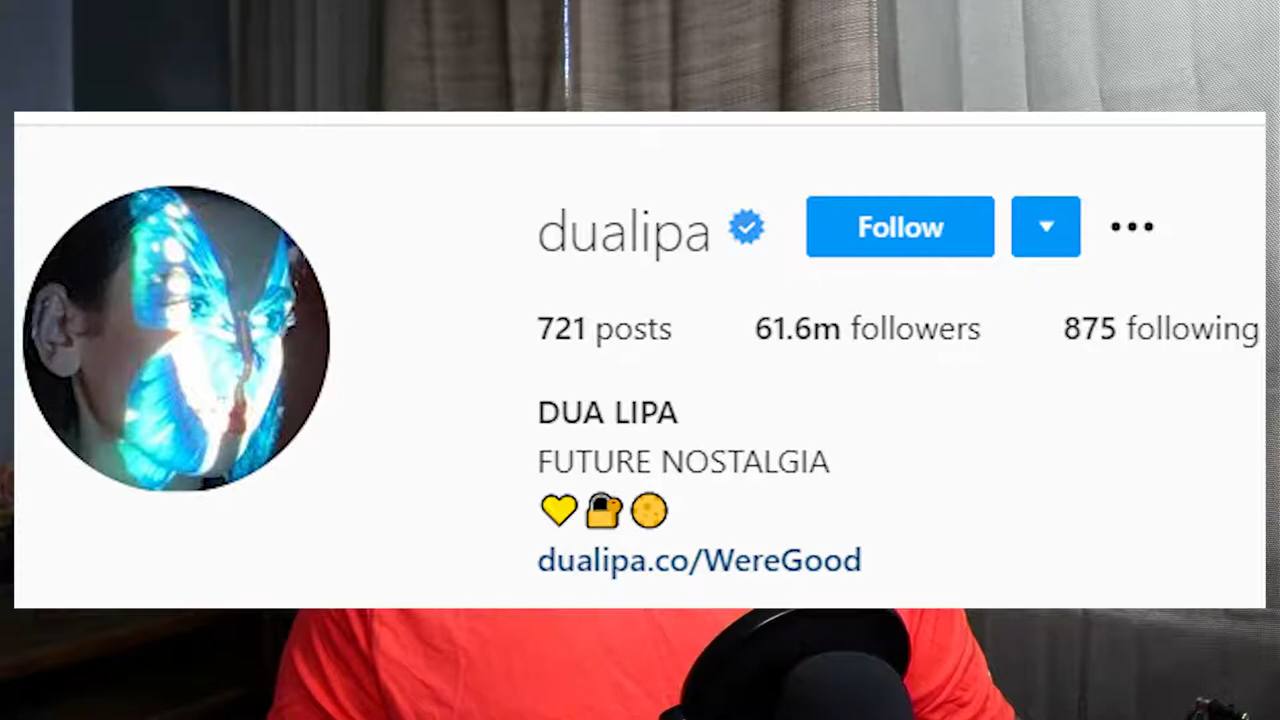 dualipa Follow
721 posts 61.6m followers 875 following
DUA LIPA
FUTURE NOSTALGIA
💛🔐🌕
dualipa.co/WereGood